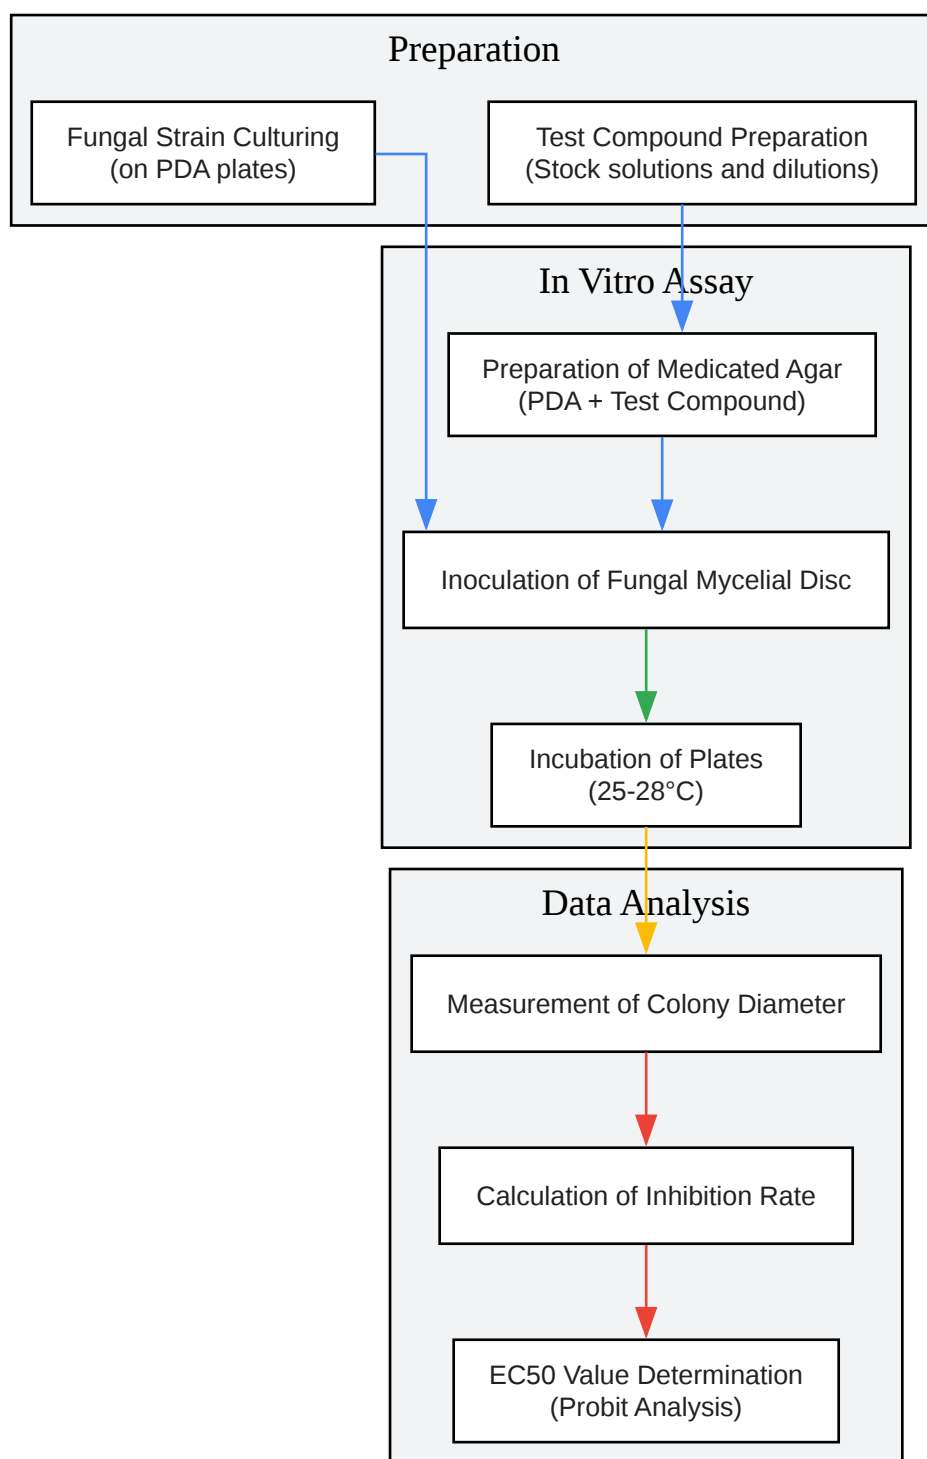 Preparation
Fungal Strain Culturing
(on PDA plates)
Test Compound Preparation
(Stock solutions and dilutions)
In Vitro Assay
Preparation of Medicated Agar
(PDA + Test Compound)
Inoculation of Fungal Mycelial Disc
Incubation of Plates
(25-28°C)
Data Analysis
Measurement of Colony Diameter
Calculation of Inhibition Rate
EC50 Value Determination
(Probit Analysis)